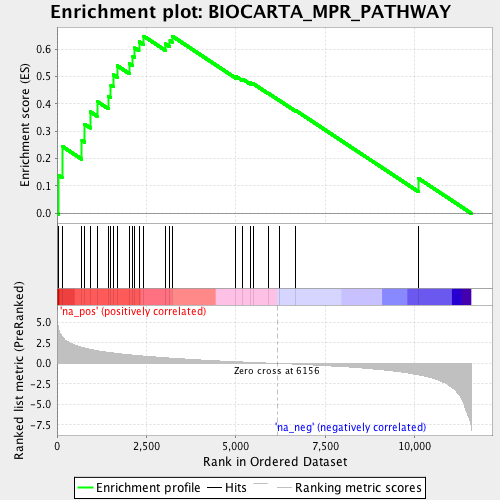 Enrichment plot: BIOCARTA_MPR_PATHWAY
Enrichment score (ES)
0.6
0.5
0.4
0.3
0.2
0.1
0.0
'na_pos' (positively correlated)
Ranked list metric (PreRanked)
5.0
2.5
0.0
-2.5
-5.0
-7.5
Zero cross at 6156
'na_neg' (negatively correlated)
0
2,500
5,000
7,500
10,000
Rank in Ordered Dataset
Enrichment profile
Hits
Ranking metric scores